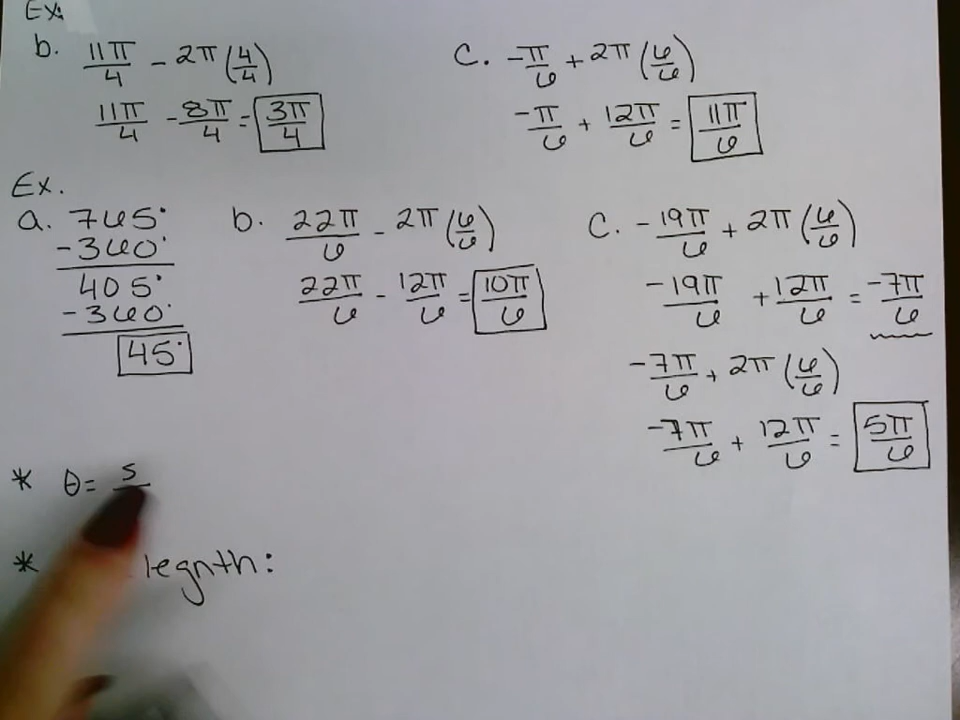 Ex:
b. 11π/4 - 2π(4/4)
11π/4 - 8π/4 = 3π/4
c. -π/6 + 2π(6/6)
-π/6 + 12π/6 = 11π/6
Ex.
a. 765°
-360°
405°
-360°
45°
b. 22π/6 - 2π(6/6)
22π/6 - 12π/6 = 10π/6
c. -19π/6 + 2π(6/6)
-19π/6 + 12π/6 = -7π/6
-7π/6 + 2π(6/6)
-7π/6 + 12π/6 = 5π/6
* θ = s
* legnth: